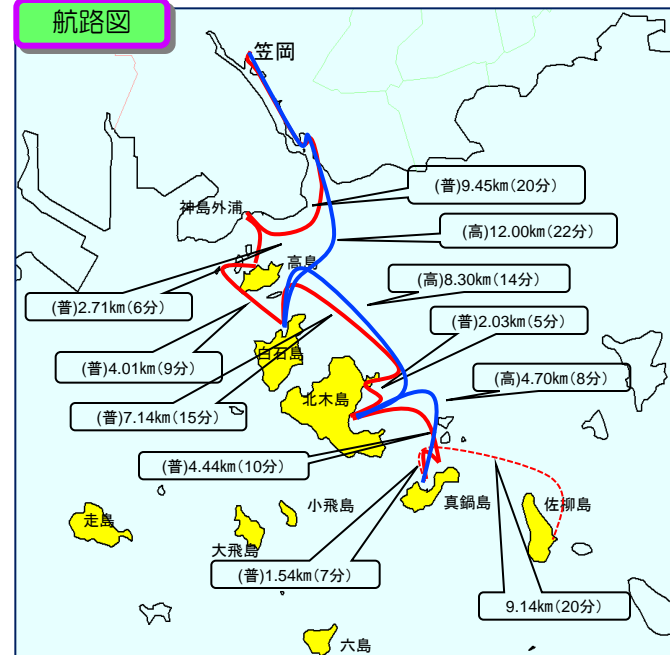 航路図
笠岡
(普)9.45km(20分)
神島外浦
(高)12.00km(22分)
高島
(高)8.30km(14分)
(普)2.71km(6分)
(普)2.03km(5分)
白石島
(普)4.01km(9分)
(高)4.70km(8分)
北木島
(普)7.14km(15分)
(普)4.44km(10分)
小飛島
真鍋島
佐柳島
走島
大飛島
(普)1.54km(7分)
9.14km(20分)
六島